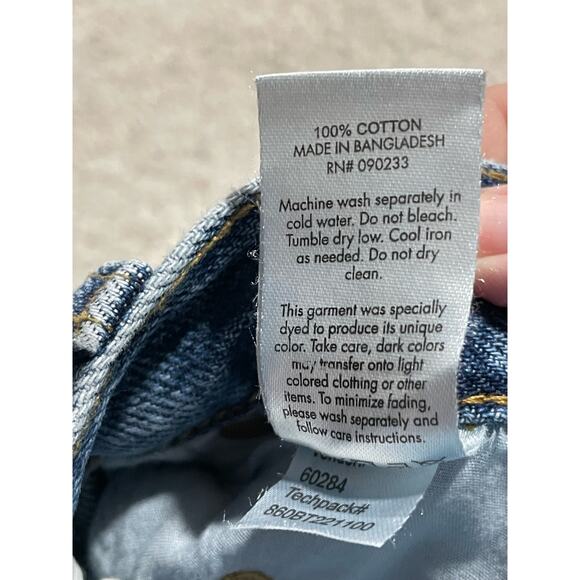 100% COTTON
MADE IN BANGLADESH
RN# 090233
Machine wash separately in
cold water. Do not bleach.
Tumble dry low. Cool iron
as needed. Do not dry
clean.
This garment was specially
dyed to produce its unique
color. Take care, dark colors
may transfer onto light
colored clothing or other
items. To minimize fading,
please wash separately and
follow care instructions.
60284
Techpack#
860BT221100